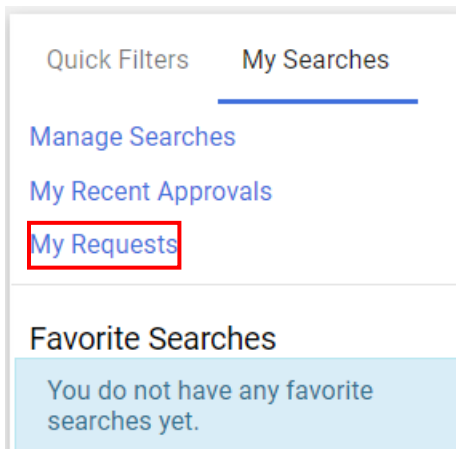 Quick Filters My Searches
Manage Searches
My Recent Approvals
My Requests
Favorite Searches
You do not have any favorite
searches yet.